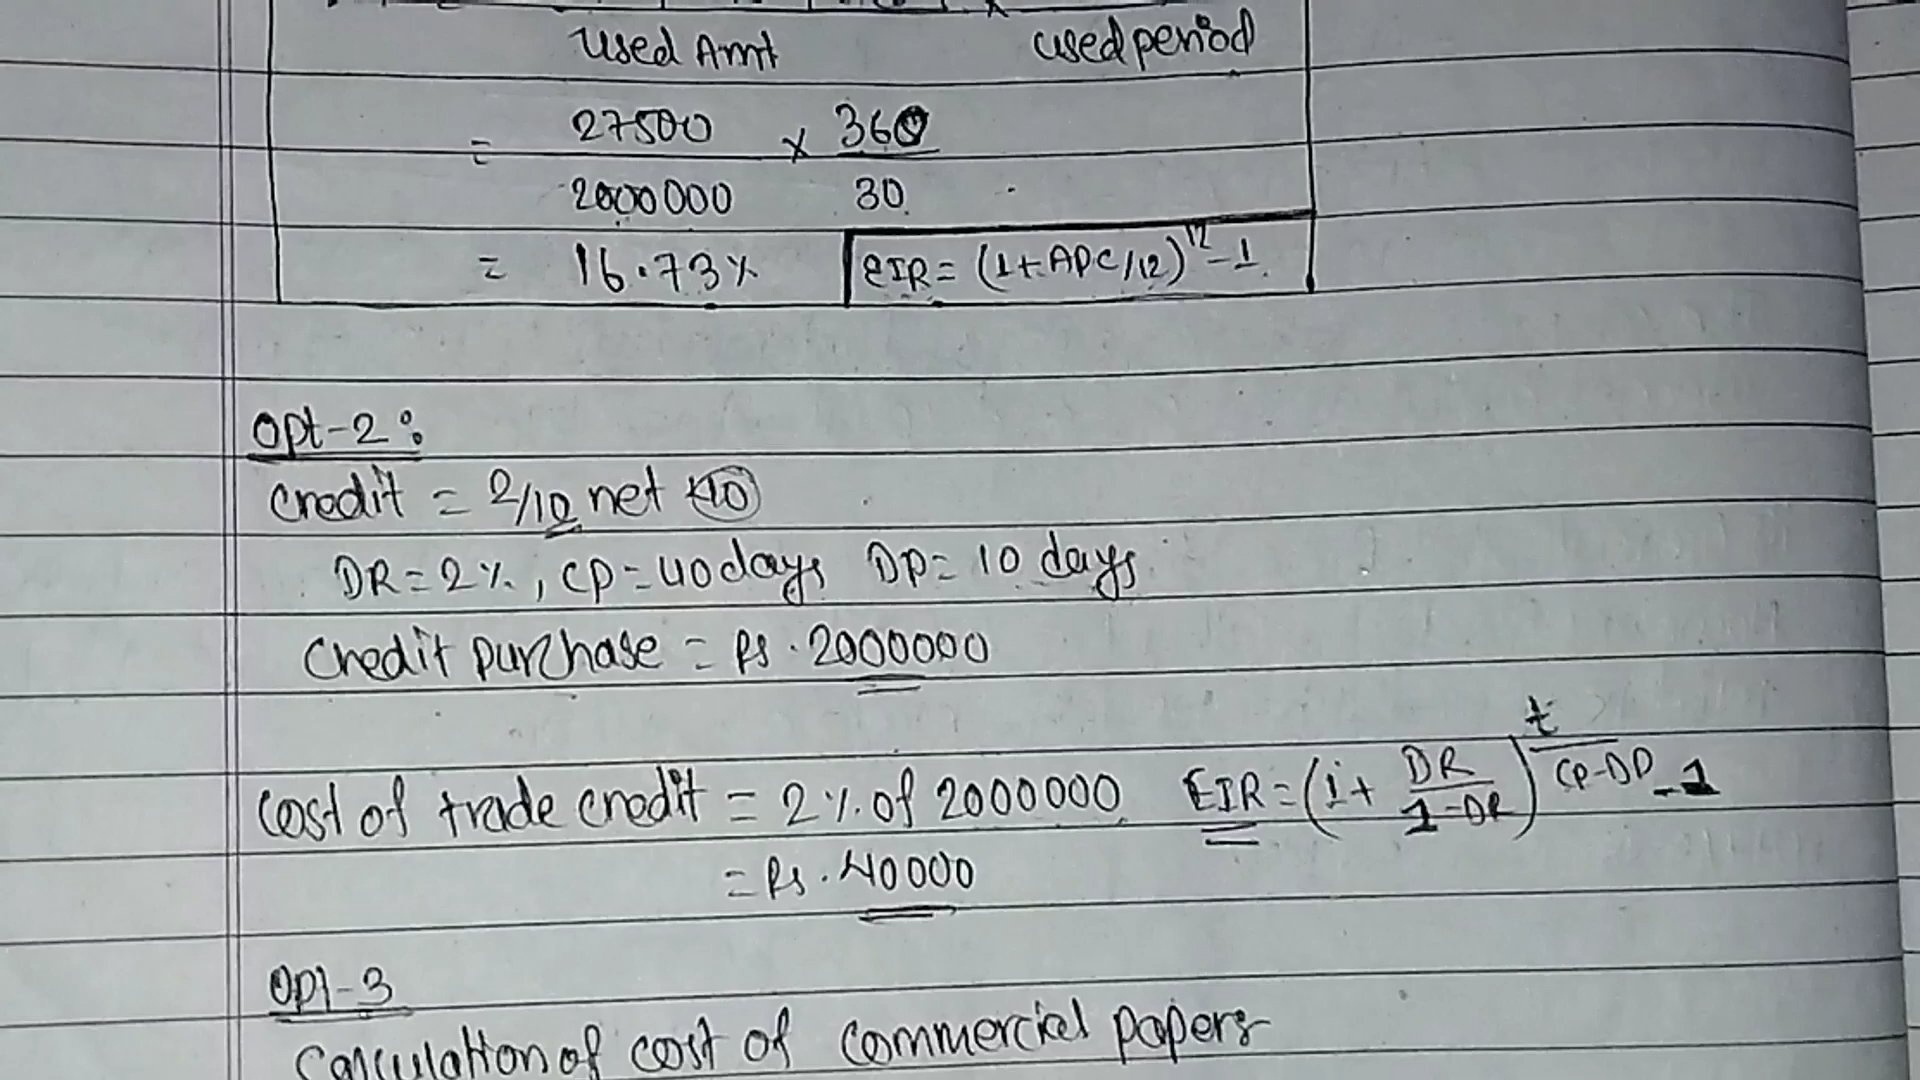 Used Amt used period
= 27500 × 360
2000000 30
= 16.73% EIR = (1+APC/12)^12 - 1
Opt-2:
credit = 2/10 net 40
DR = 2%, CP = 40 days DP = 10 days
Credit purchase = Rs. 2000000
t
Cost of trade credit = 2% of 2000000 EIR = (1 + DR/1-DR) CP-DP - 1
= Rs. 40000
Opt-3
Calculation of cost of commercial papers